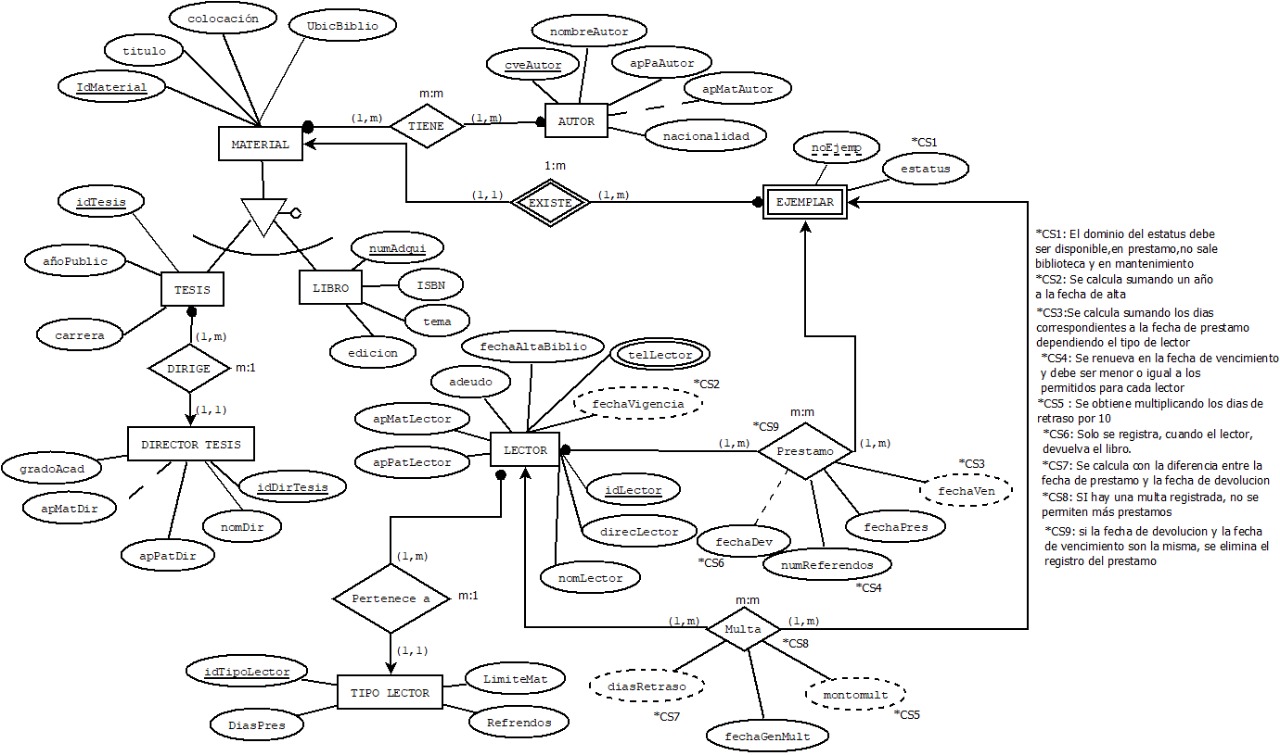 colocación
UbicBiblio
titulo
IdMaterial
MATERIAL
m:m
(1,m)
TIENE
(1,m)
nombreAutor
cveAutor
apPaAutor
apMatAutor
AUTOR
nacionalidad
1:m
(1,1)
EXISTE
(1,m)
noEjemp
*CS1
estatus
EJEMPLAR
idTesis
añoPublic
TESIS
carrera
numAdqui
ISBN
LIBRO
tema
edicion
(1,m)
DIRIGE
m:1
(1,1)
DIRECTOR TESIS
gradoAcad
apMatDir
apPatDir
nomDir
idDirTesis
fechaAltaBiblio
telLector
adeudo
*CS2
fechaVigencia
apMatLector
LECTOR
apPatLector
idLector
direcLector
nomLector
m:m
*CS9
(1,m)
Prestamo
(1,m)
*CS3
fechaVen
fechaPres
fechaDev
*CS6
numReferendos
*CS4
(1,m)
Pertenece a
m:1
(1,1)
idTipoLector
LimiteMat
TIPO LECTOR
DiasPres
Refrendos
m:m
(1,m)
Multa
(1,m)
*CS8
diasRetraso
*CS7
montomult
*CS5
fechaGenMult
*CS1: El dominio del estatus debe
ser disponible,en prestamo,no sale
biblioteca y en mantenimiento
*CS2: Se calcula sumando un año
a la fecha de alta
*CS3:Se calcula sumando los dias
correspondientes a la fecha de prestamo
dependiendo el tipo de lector
*CS4: Se renueva en la fecha de vencimiento
y debe ser menor o igual a los
permitidos para cada lector
*CS5 : Se obtiene multiplicando los dias de
retraso por 10
*CS6: Solo se registra, cuando el lector,
devuelva el libro.
*CS7: Se calcula con la diferencia entre la
fecha de prestamo y la fecha de devolucion
*CS8: SI hay una multa registrada, no se
permiten más prestamos
*CS9: si la fecha de devolucion y la fecha
de vencimiento son la misma, se elimina el
registro del prestamo